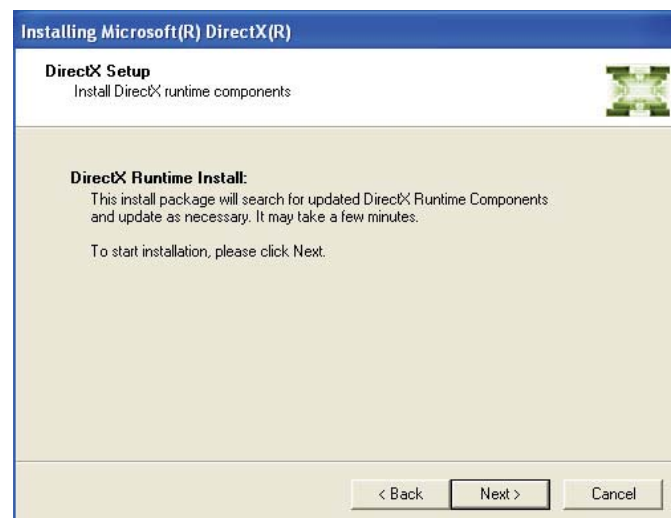 Installing Microsoft(R) DirectX(R)
DirectX Setup
Install DirectX runtime components
DirectX Runtime Install:
This install package will search for updated DirectX Runtime Components
and update as necessary. It may take a few minutes.
To start installation, please click Next.
< Back Next > Cancel